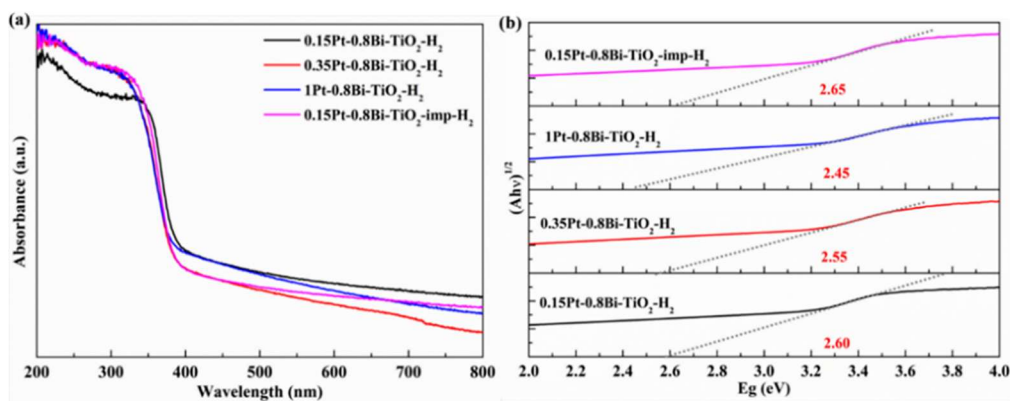 (a)
0.15Pt-0.8Bi-TiO₂-H₂
0.35Pt-0.8Bi-TiO₂-H₂
1Pt-0.8Bi-TiO₂-H₂
0.15Pt-0.8Bi-TiO₂-imp-H₂
Absorbance (a.u.)
200 300 400 500 600 700 800
Wavelength (nm)
(b)
0.15Pt-0.8Bi-TiO₂-imp-H₂
2.65
1Pt-0.8Bi-TiO₂-H₂
2.45
(Ahν)^1/2
0.35Pt-0.8Bi-TiO₂-H₂
2.55
0.15Pt-0.8Bi-TiO₂-H₂
2.60
2.0 2.2 2.4 2.6 2.8 3.0 3.2 3.4 3.6 3.8 4.0
Eg (eV)